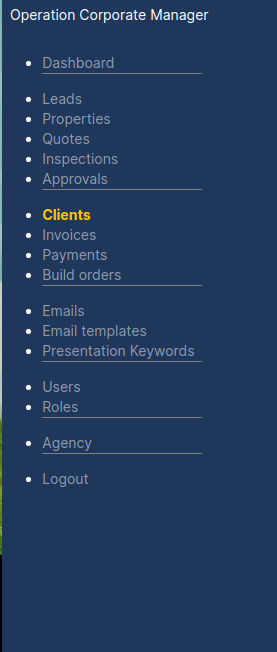 Operation Corporate Manager
Dashboard
Leads
Properties
Quotes
Inspections
Approvals
Clients
Invoices
Payments
Build orders
Emails
Email templates
Presentation Keywords
Users
Roles
Agency
Logout